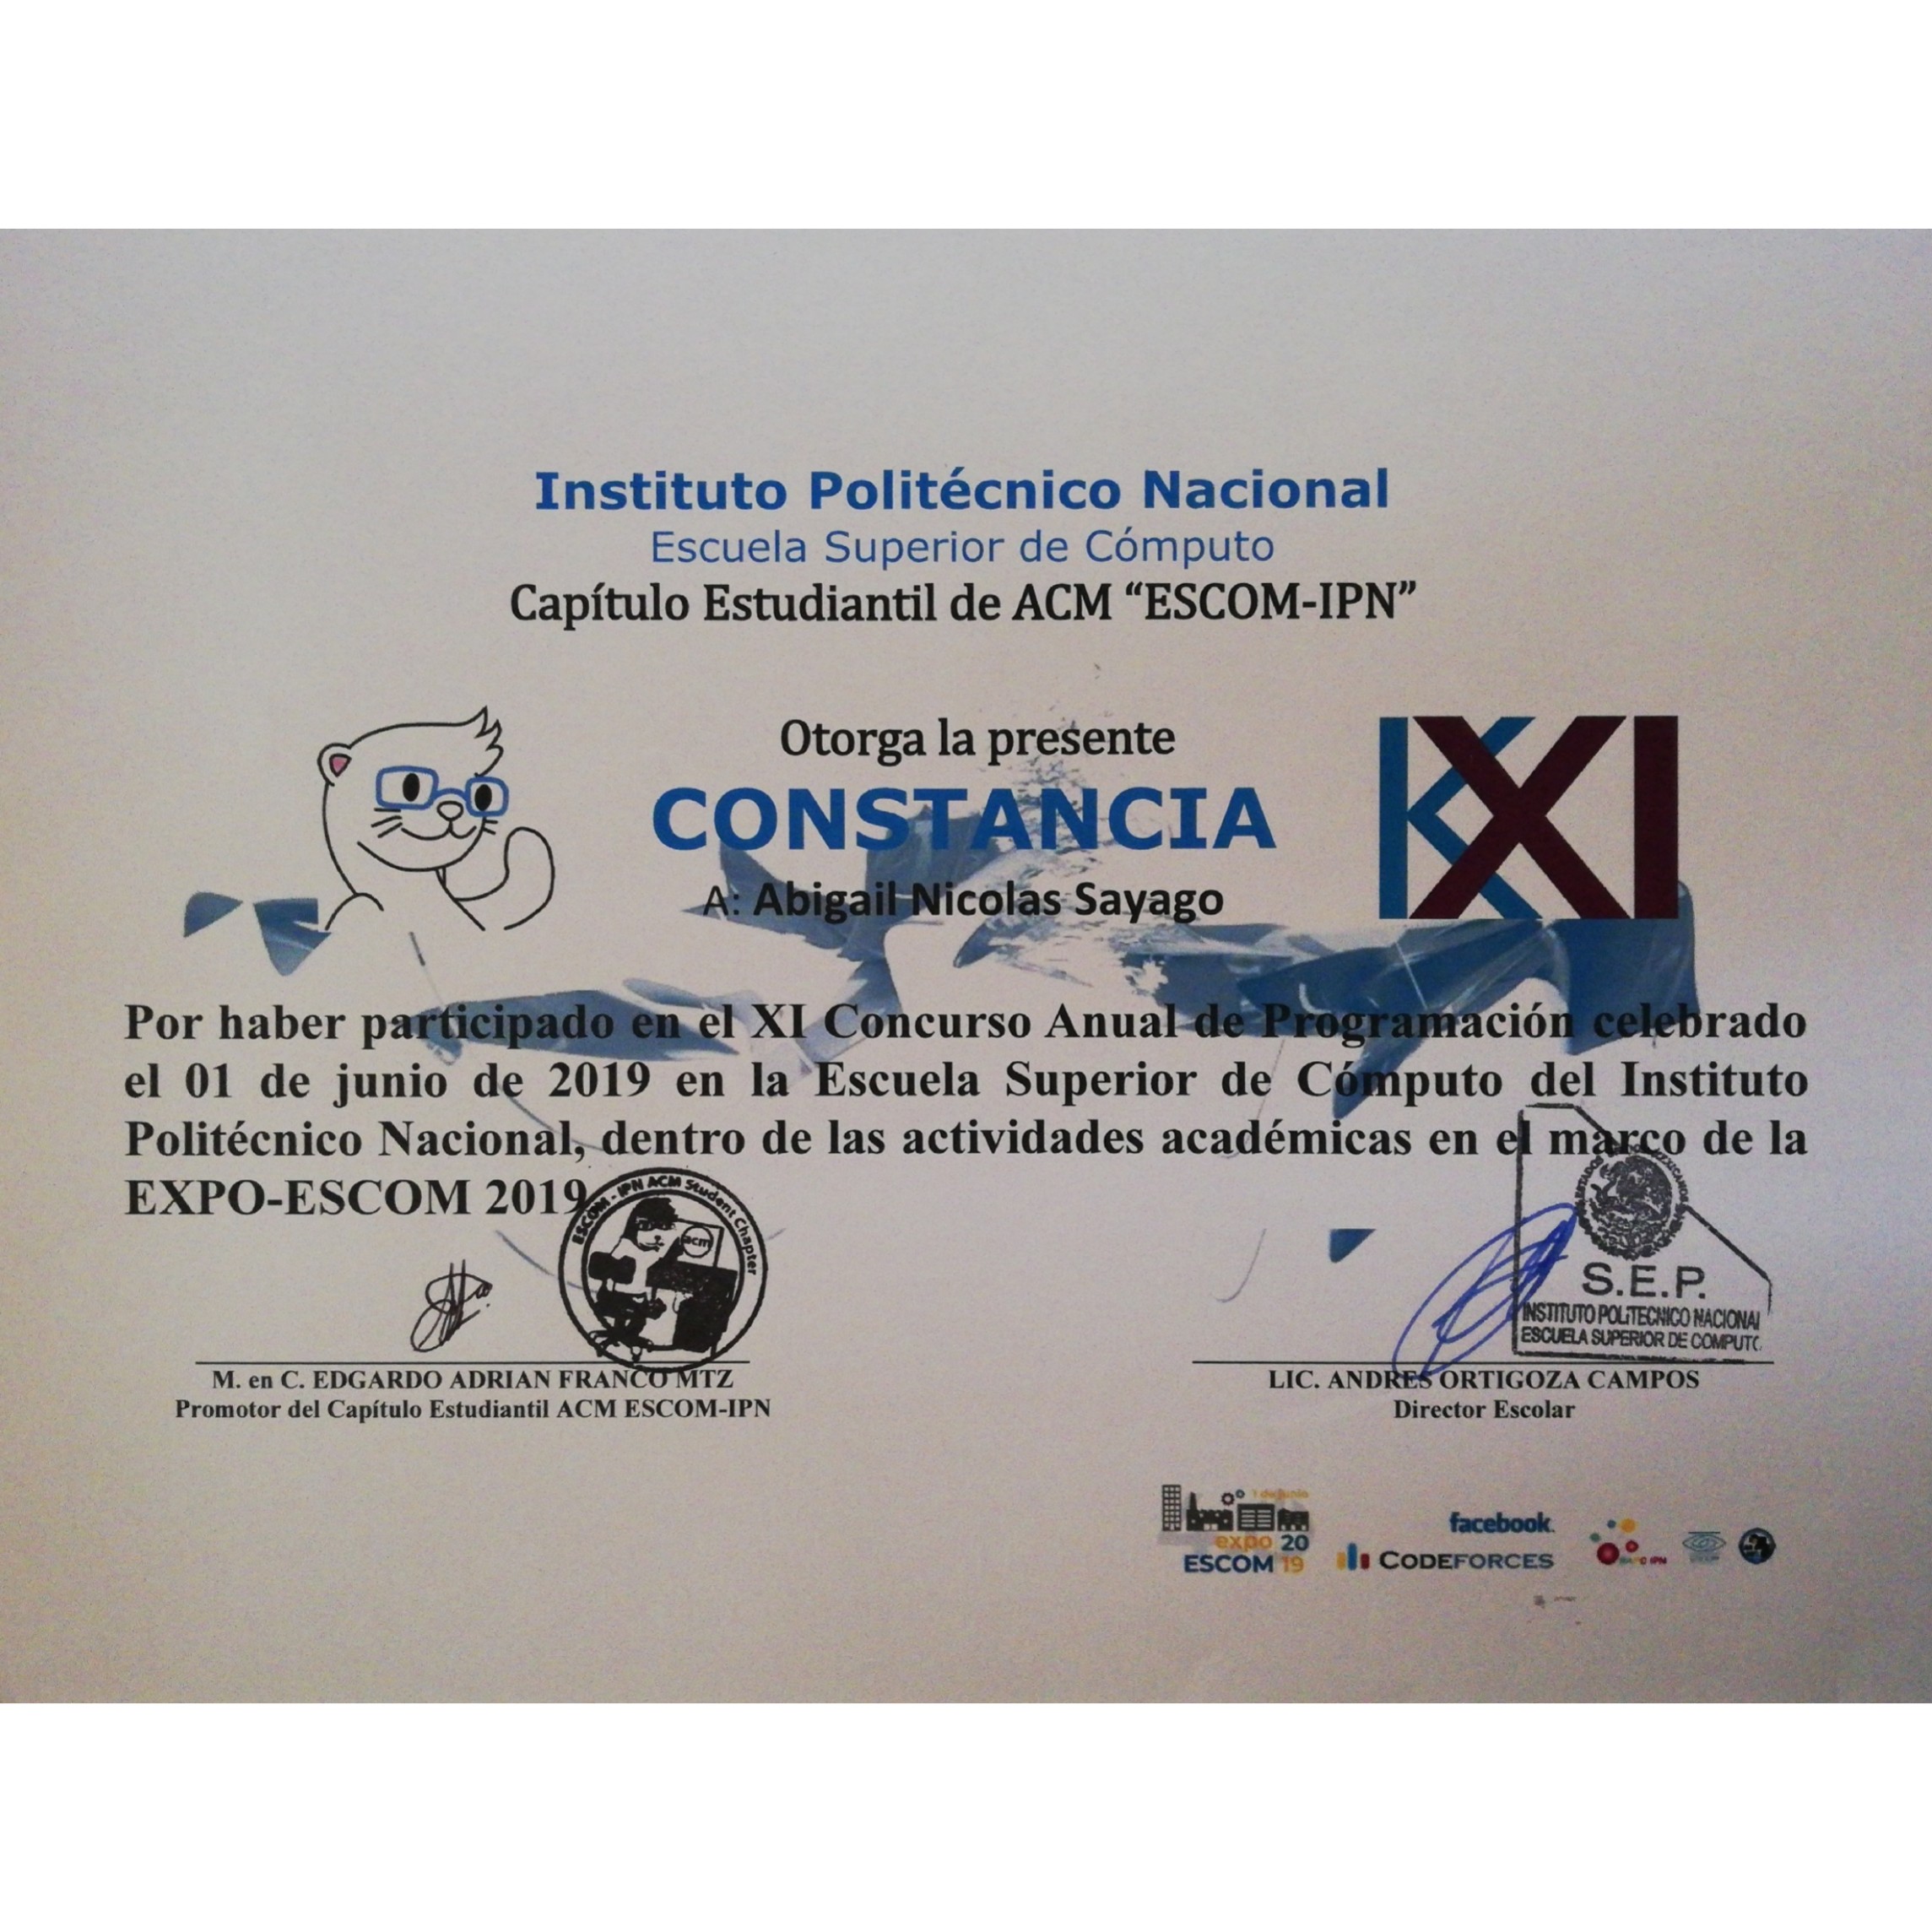 Instituto Politécnico Nacional
Escuela Superior de Cómputo
Capítulo Estudiantil de ACM “ESCOM-IPN”
Otorga la presente
CONSTANCIA
KXI
A: Abigail Nicolas Sayago
Por haber participado en el XI Concurso Anual de Programación celebrado
el 01 de junio de 2019 en la Escuela Superior de Cómputo del Instituto
Politécnico Nacional, dentro de las actividades académicas en el marco de la
EXPO-ESCOM 2019
ESCOM - IPN ACM Student Chapter
acm
ESTADOS MEXICANOS
S.E.P.
INSTITUTO POLITECNICO NACIONAL
ESCUELA SUPERIOR DE COMPUTO
M. en C. EDGARDO ADRIAN FRANCO MTZ
Promotor del Capítulo Estudiantil ACM ESCOM-IPN
LIC. ANDRES ORTIGOZA CAMPOS
Director Escolar
1 de junio
expo 20
ESCOM 19
facebook.
CODEFORCES
IPN